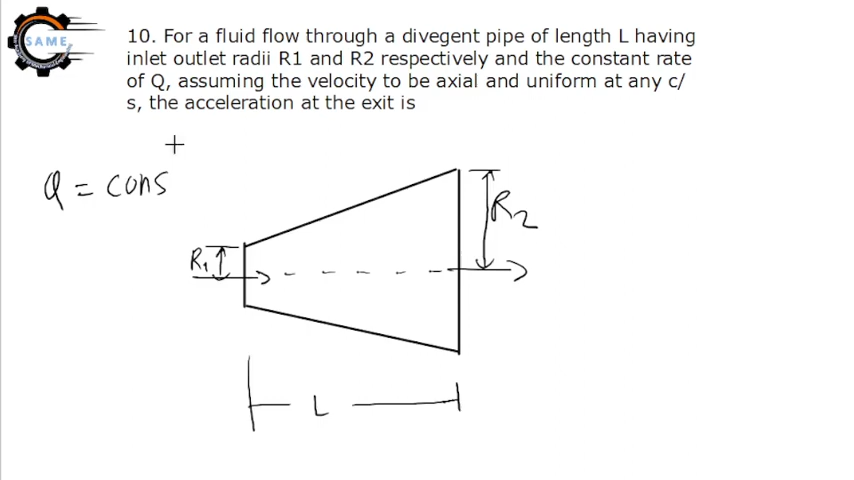 SAME
10. For a fluid flow through a divegent pipe of length L having
inlet outlet radii R1 and R2 respectively and the constant rate
of Q, assuming the velocity to be axial and uniform at any c/
s, the acceleration at the exit is
Q = cons
R2
R1
L